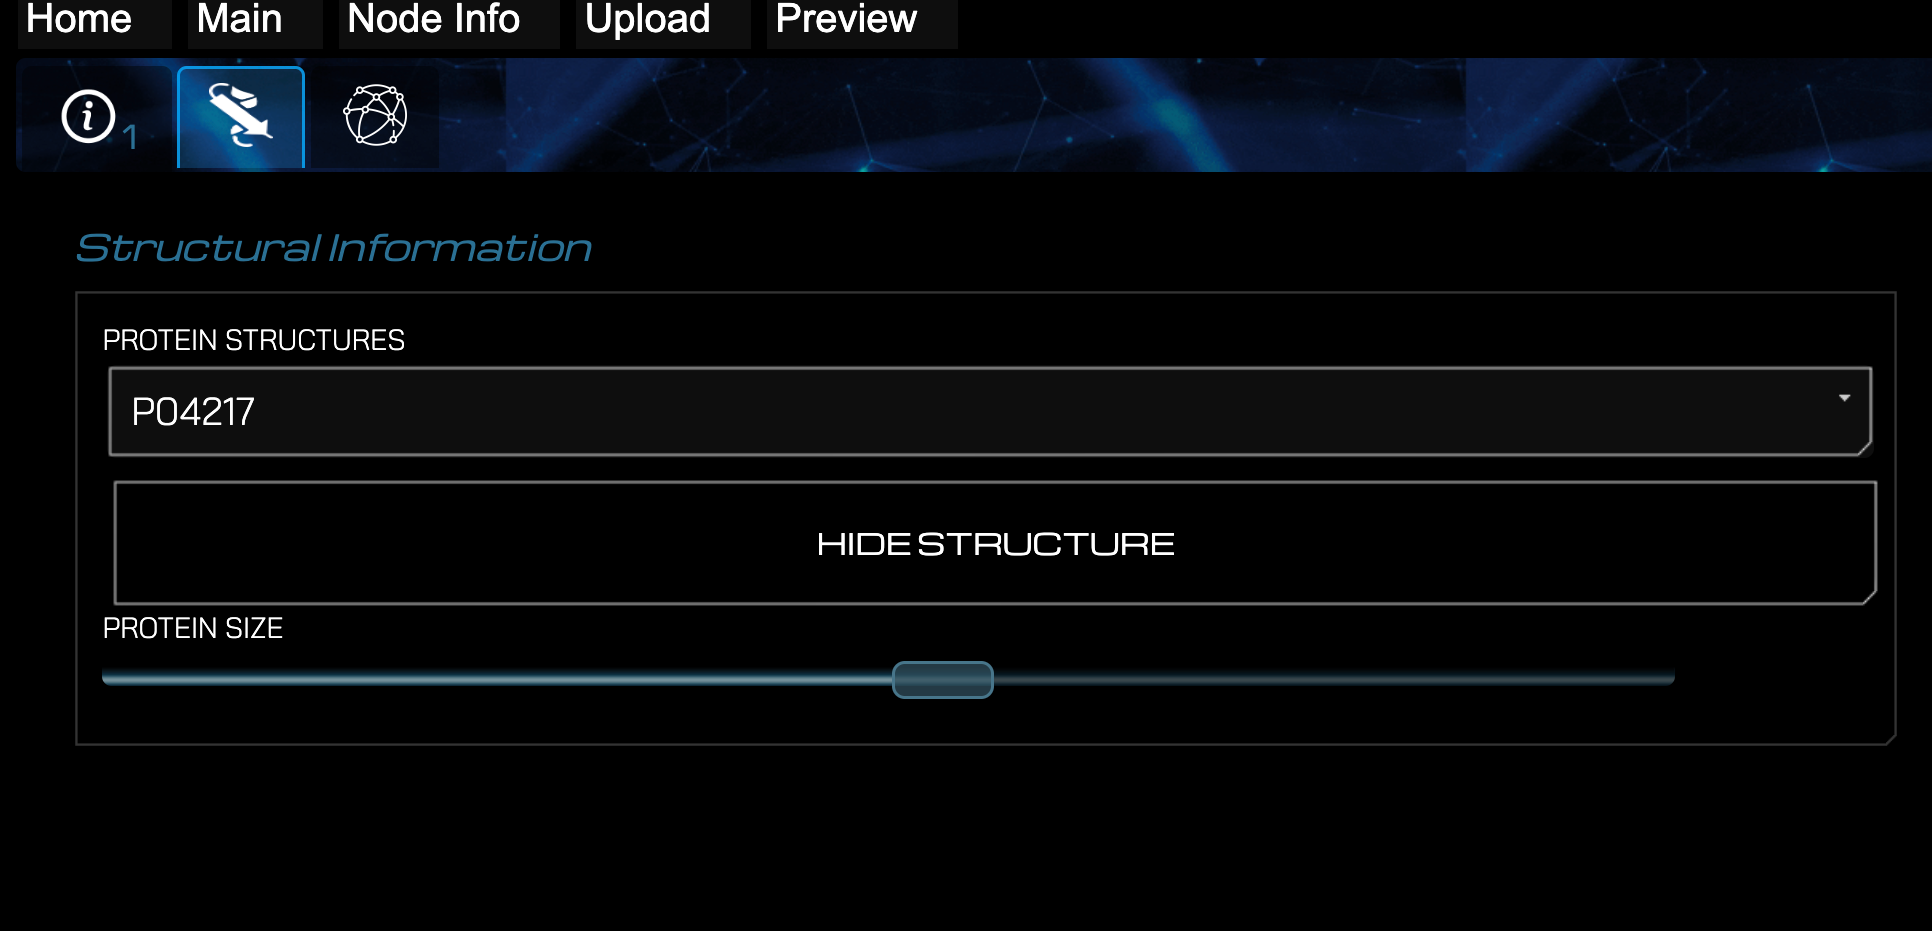 Home Main Node Info Upload Preview
i 1
Structural Information
PROTEIN STRUCTURES
P04217
HIDE STRUCTURE
PROTEIN SIZE